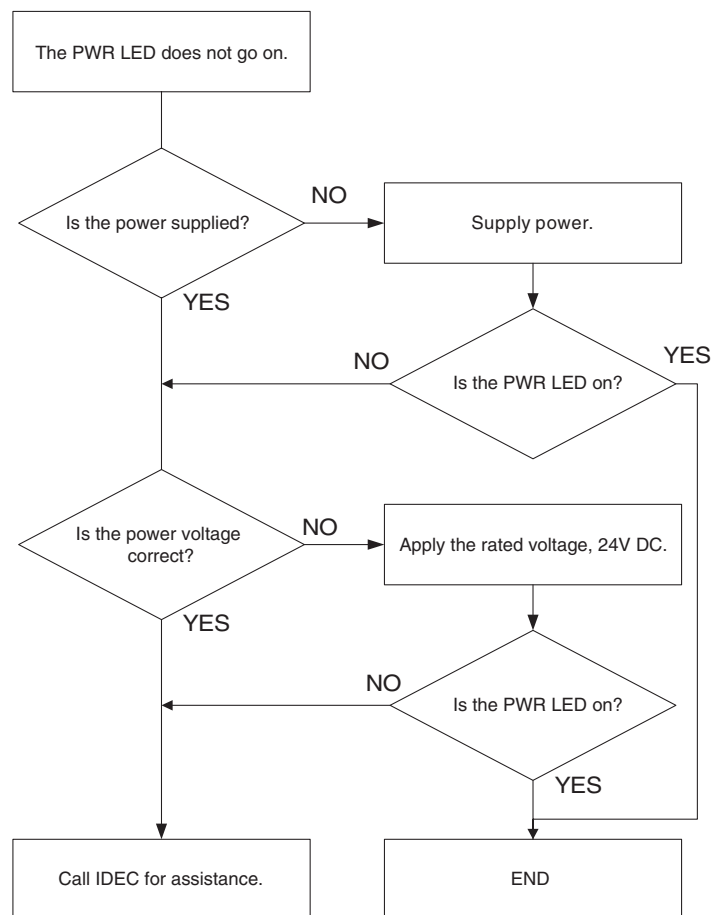 The PWR LED does not go on.
Is the power supplied?
NO
Supply power.
YES
NO
Is the PWR LED on?
YES
Is the power voltage
correct?
NO
Apply the rated voltage, 24V DC.
YES
NO
Is the PWR LED on?
YES
Call IDEC for assistance.
END